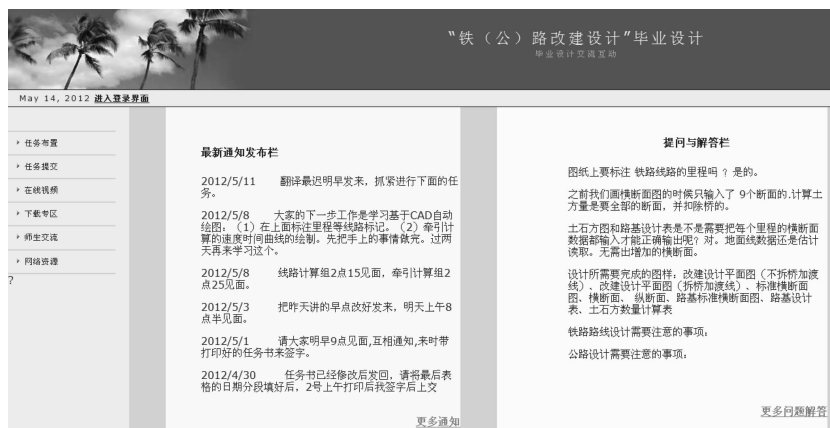 “铁（公）路改建设计”毕业设计
毕业设计交流互动
May 14, 2012 进入登录界面
任务布置
任务提交
在线视频
下载专区
师生交流
网络资源
?
最新通知发布栏
2012/5/11 翻译最迟明早发来，抓紧进行下面的任
务。
2012/5/8 大家的下一步工作是学习基于CAD自动
绘图：（1）在上面标注里程等线路标记。（2）牵引计
算的速度时间曲线的绘制。先把手上的事情做完。过两
天再来学习这个。
2012/5/8 线路计算组2点15见面，牵引计算组2
点25见面。
2012/5/3 把昨天讲的早点改好发来，明天上午8
点半见面。
2012/5/1 请大家明早9点见面,互相通知,来时带
打印好的任务书来签字。
2012/4/30 任务书已经修改后发回，请将最后表
格的日期分段填好后，2号上午打印后我签字后上交
更多通知
提问与解答栏
图纸上要标注 铁路线路的里程吗 ？是的。
之前我们画横断面图的时候只输入了 9个断面的.计算土
方量是要全部的断面，并扣除桥的。
土石方图和路基设计表是不是需要把每个里程的横断面
数据都输入才能正确输出呢？对。地面线数据还是估计
读取。无需出增加的横断面。
设计所需要完成的图样；改建设计平面图（不拆桥加渡
线）、改建设计平面图（拆桥加渡线）、标准横断面
图、横断面、 纵断面、路基标准横断面图、路基设计
表、土石方数量计算表
铁路路线设计需要注意的事项：
公路设计需要注意的事项：
更多问题解答